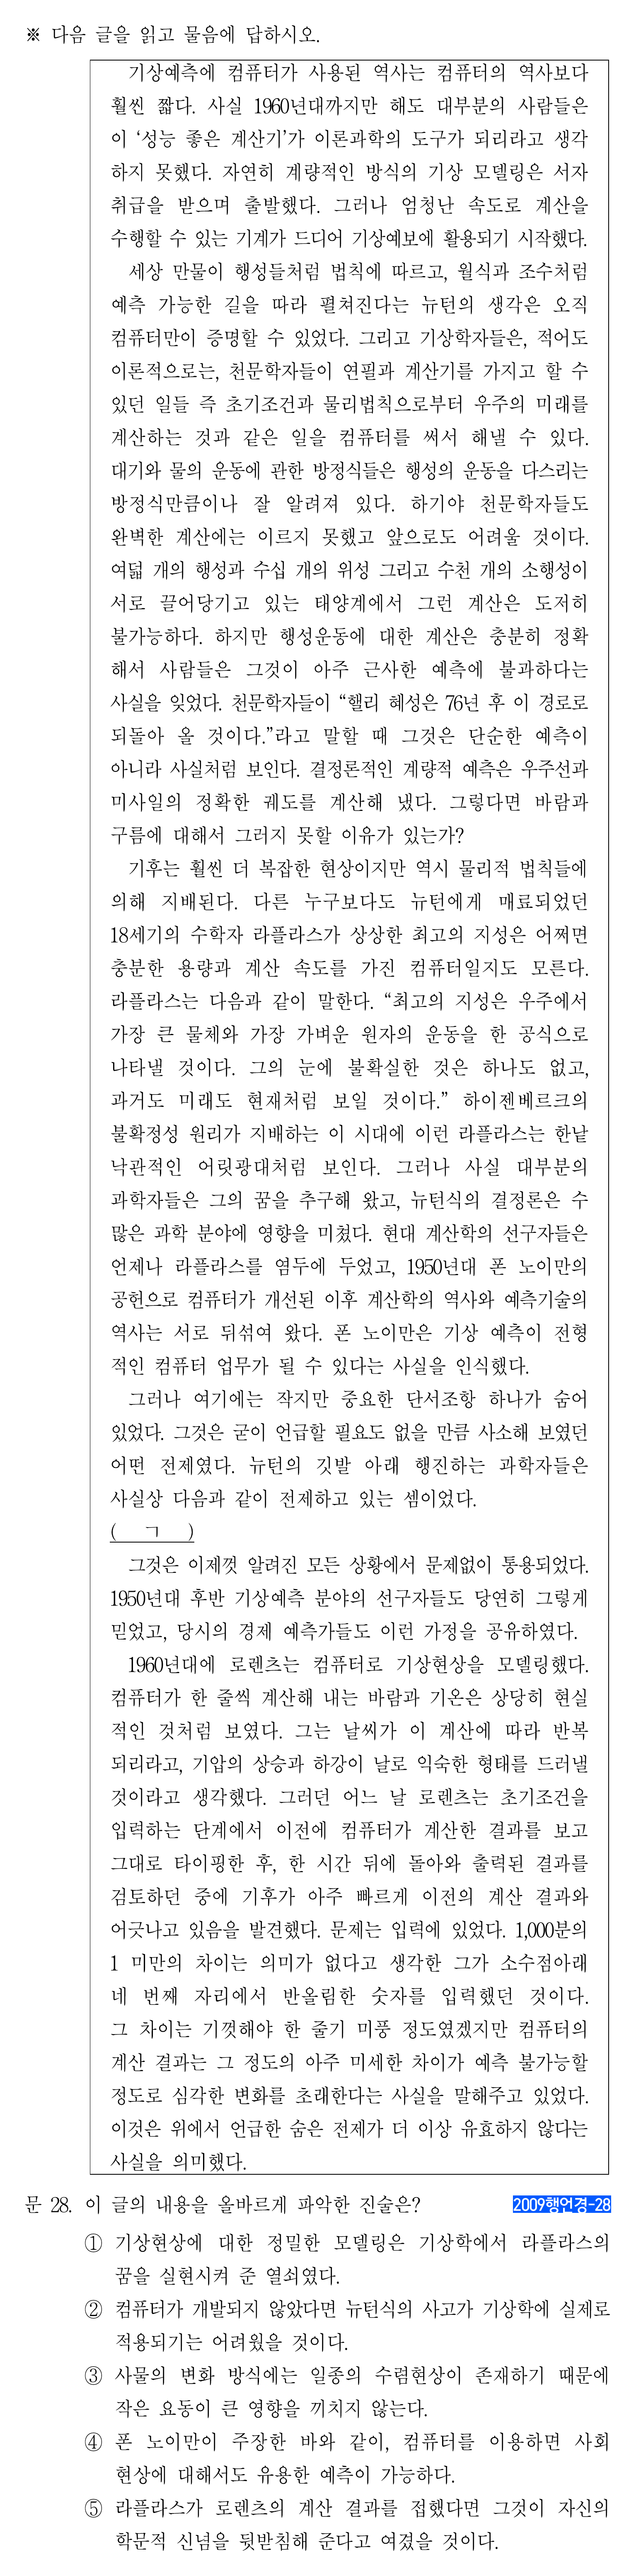 ※ 다음 글을 읽고 물음에 답하시오.
기상예측에 컴퓨터가 사용된 역사는 컴퓨터의 역사보다
훨씬 짧다. 사실 1960년대까지만 해도 대부분의 사람들은
이 ‘성능 좋은 계산기’가 이론과학의 도구가 되리라고 생각
하지 못했다. 자연히 계량적인 방식의 기상 모델링은 서자
취급을 받으며 출발했다. 그러나 엄청난 속도로 계산을
수행할 수 있는 기계가 드디어 기상예보에 활용되기 시작했다.
세상 만물이 행성들처럼 법칙에 따르고, 월식과 조수처럼
예측 가능한 길을 따라 펼쳐진다는 뉴턴의 생각은 오직
컴퓨터만이 증명할 수 있었다. 그리고 기상학자들은, 적어도
이론적으로는, 천문학자들이 연필과 계산기를 가지고 할 수
있던 일들 즉 초기조건과 물리법칙으로부터 우주의 미래를
계산하는 것과 같은 일을 컴퓨터를 써서 해낼 수 있다.
대기와 물의 운동에 관한 방정식들은 행성의 운동을 다스리는
방정식만큼이나 잘 알려져 있다. 하기야 천문학자들도
완벽한 계산에는 이르지 못했고 앞으로도 어려울 것이다.
여덟 개의 행성과 수십 개의 위성 그리고 수천 개의 소행성이
서로 끌어당기고 있는 태양계에서 그런 계산은 도저히
불가능하다. 하지만 행성운동에 대한 계산은 충분히 정확
해서 사람들은 그것이 아주 근사한 예측에 불과하다는
사실을 잊었다. 천문학자들이 “핼리 혜성은 76년 후 이 경로로
되돌아 올 것이다.”라고 말할 때 그것은 단순한 예측이
아니라 사실처럼 보인다. 결정론적인 계량적 예측은 우주선과
미사일의 정확한 궤도를 계산해 냈다. 그렇다면 바람과
구름에 대해서 그러지 못할 이유가 있는가?
기후는 훨씬 더 복잡한 현상이지만 역시 물리적 법칙들에
의해 지배된다. 다른 누구보다도 뉴턴에게 매료되었던
18세기의 수학자 라플라스가 상상한 최고의 지성은 어쩌면
충분한 용량과 계산 속도를 가진 컴퓨터일지도 모른다.
라플라스는 다음과 같이 말한다. “최고의 지성은 우주에서
가장 큰 물체와 가장 가벼운 원자의 운동을 한 공식으로
나타낼 것이다. 그의 눈에 불확실한 것은 하나도 없고,
과거도 미래도 현재처럼 보일 것이다.” 하이젠베르크의
불확정성 원리가 지배하는 이 시대에 이런 라플라스는 한낱
낙관적인 어릿광대처럼 보인다. 그러나 사실 대부분의
과학자들은 그의 꿈을 추구해 왔고, 뉴턴식의 결정론은 수
많은 과학 분야에 영향을 미쳤다. 현대 계산학의 선구자들은
언제나 라플라스를 염두에 두었고, 1950년대 폰 노이만의
공헌으로 컴퓨터가 개선된 이후 계산학의 역사와 예측기술의
역사는 서로 뒤섞여 왔다. 폰 노이만은 기상 예측이 전형
적인 컴퓨터 업무가 될 수 있다는 사실을 인식했다.
그러나 여기에는 작지만 중요한 단서조항 하나가 숨어
있었다. 그것은 굳이 언급할 필요도 없을 만큼 사소해 보였던
어떤 전제였다. 뉴턴의 깃발 아래 행진하는 과학자들은
사실상 다음과 같이 전제하고 있는 셈이었다.
( ㄱ )
그것은 이제껏 알려진 모든 상황에서 문제없이 통용되었다.
1950년대 후반 기상예측 분야의 선구자들도 당연히 그렇게
믿었고, 당시의 경제 예측가들도 이런 가정을 공유하였다.
1960년대에 로렌츠는 컴퓨터로 기상현상을 모델링했다.
컴퓨터가 한 줄씩 계산해 내는 바람과 기온은 상당히 현실
적인 것처럼 보였다. 그는 날씨가 이 계산에 따라 반복
되리라고, 기압의 상승과 하강이 날로 익숙한 형태를 드러낼
것이라고 생각했다. 그러던 어느 날 로렌츠는 초기조건을
입력하는 단계에서 이전에 컴퓨터가 계산한 결과를 보고
그대로 타이핑한 후, 한 시간 뒤에 돌아와 출력된 결과를
검토하던 중에 기후가 아주 빠르게 이전의 계산 결과와
어긋나고 있음을 발견했다. 문제는 입력에 있었다. 1,000분의
1 미만의 차이는 의미가 없다고 생각한 그가 소수점아래
네 번째 자리에서 반올림한 숫자를 입력했던 것이다.
그 차이는 기껏해야 한 줄기 미풍 정도였겠지만 컴퓨터의
계산 결과는 그 정도의 아주 미세한 차이가 예측 불가능할
정도로 심각한 변화를 초래한다는 사실을 말해주고 있었다.
이것은 위에서 언급한 숨은 전제가 더 이상 유효하지 않다는
사실을 의미했다.
문 28. 이 글의 내용을 올바르게 파악한 진술은? 2009행언경-28
① 기상현상에 대한 정밀한 모델링은 기상학에서 라플라스의
꿈을 실현시켜 준 열쇠였다.
② 컴퓨터가 개발되지 않았다면 뉴턴식의 사고가 기상학에 실제로
적용되기는 어려웠을 것이다.
③ 사물의 변화 방식에는 일종의 수렴현상이 존재하기 때문에
작은 요동이 큰 영향을 끼치지 않는다.
④ 폰 노이만이 주장한 바와 같이, 컴퓨터를 이용하면 사회
현상에 대해서도 유용한 예측이 가능하다.
⑤ 라플라스가 로렌츠의 계산 결과를 접했다면 그것이 자신의
학문적 신념을 뒷받침해 준다고 여겼을 것이다.